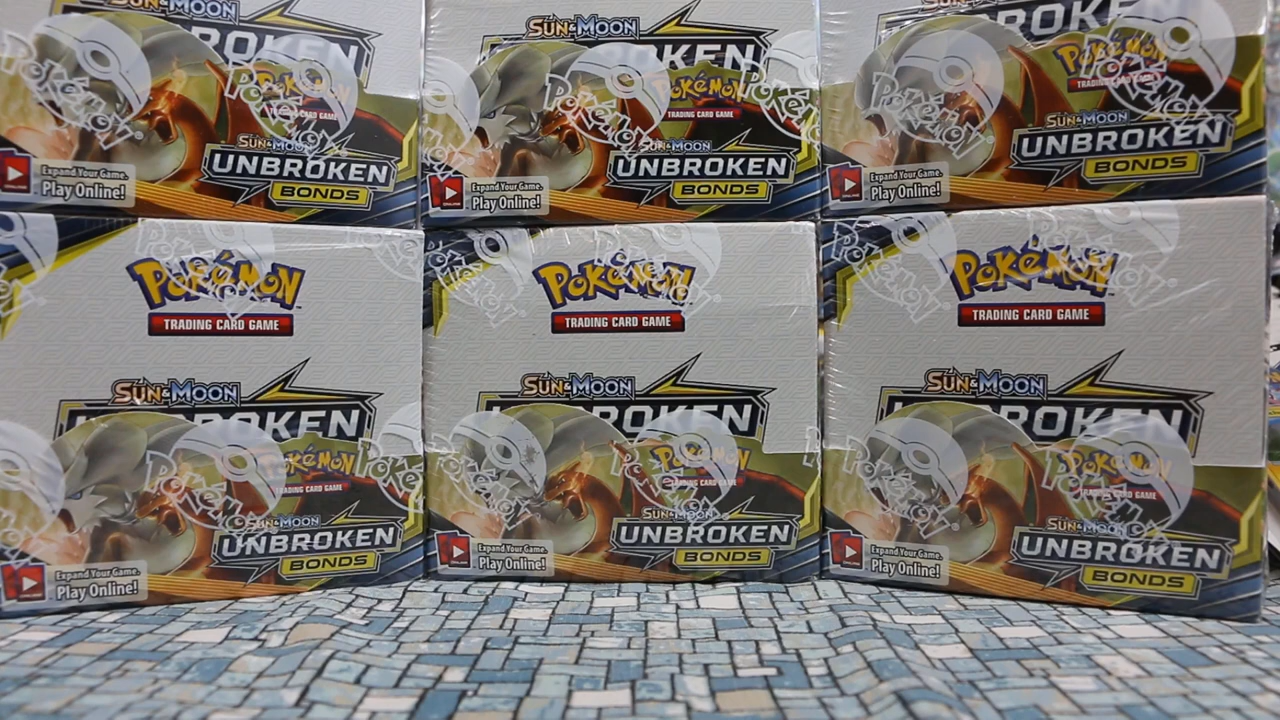 SUN & MOON
UNBROKEN
Pokémon
TRADING CARD GAME
SUN & MOON
UNBROKEN
BONDS
Expand Your Game.
Play Online!
SUN & MOON
UNBROKEN
Pokémon
TRADING CARD GAME
SUN & MOON
UNBROKEN
BONDS
Expand Your Game.
Play Online!
UNBROKEN
Pokémon
TRADING CARD GAME
SUN & MOON
UNBROKEN
BONDS
Expand Your Game.
Play Online!
Pokémon
TRADING CARD GAME
SUN & MOON
UNBROKEN
Pokémon
TRADING CARD GAME
SUN & MOON
UNBROKEN
BONDS
Expand Your Game.
Play Online!
Pokémon
TRADING CARD GAME
SUN & MOON
UNBROKEN
Pokémon
TRADING CARD GAME
SUN & MOON
UNBROKEN
BONDS
Expand Your Game.
Play Online!
Pokémon
TRADING CARD GAME
SUN & MOON
UNBROKEN
Pokémon
TRADING CARD GAME
SUN & MOON
UNBROKEN
BONDS
Expand Your Game.
Play Online!